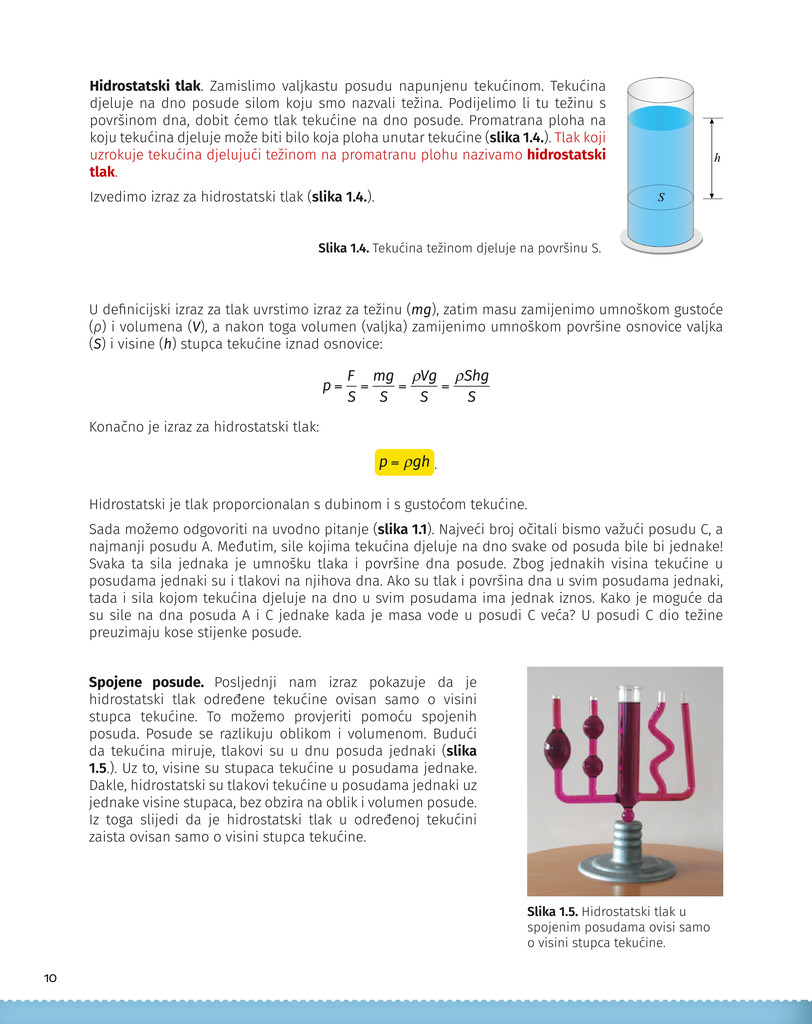 Hidrostatski tlak. Zamislimo valjkastu posudu napunjenu tekućinom. Tekućina
djeluje na dno posude silom koju smo nazvali težina. Podijelimo li tu težinu s
površinom dna, dobit ćemo tlak tekućine na dno posude. Promatrana ploha na
koju tekućina djeluje može biti bilo koja ploha unutar tekućine (slika 1.4.). Tlak koji
uzrokuje tekućina djelujući težinom na promatranu plohu nazivamo hidrostatski
tlak.
Izvedimo izraz za hidrostatski tlak (slika 1.4.).
h
S
Slika 1.4. Tekućina težinom djeluje na površinu S.
U definicijski izraz za tlak uvrstimo izraz za težinu (mg), zatim masu zamijenimo umnoškom gustoće
(ρ) i volumena (V), a nakon toga volumen (valjka) zamijenimo umnoškom površine osnovice valjka
(S) i visine (h) stupca tekućine iznad osnovice:
p = F/S = mg/S = ρVg/S = ρShg/S
Konačno je izraz za hidrostatski tlak:
p = ρgh.
Hidrostatski je tlak proporcionalan s dubinom i s gustoćom tekućine.
Sada možemo odgovoriti na uvodno pitanje (slika 1.1). Najveći broj očitali bismo važući posudu C, a
najmanji posudu A. Međutim, sile kojima tekućina djeluje na dno svake od posuda bile bi jednake!
Svaka ta sila jednaka je umnošku tlaka i površine dna posude. Zbog jednakih visina tekućine u
posudama jednaki su i tlakovi na njihova dna. Ako su tlak i površina dna u svim posudama jednaki,
tada i sila kojom tekućina djeluje na dno u svim posudama ima jednak iznos. Kako je moguće da
su sile na dna posuda A i C jednake kada je masa vode u posudi C veća? U posudi C dio težine
preuzimaju kose stijenke posude.
Spojene posude. Posljednji nam izraz pokazuje da je
hidrostatski tlak određene tekućine ovisan samo o visini
stupca tekućine. To možemo provjeriti pomoću spojenih
posuda. Posude se razlikuju oblikom i volumenom. Budući
da tekućina miruje, tlakovi su u dnu posuda jednaki (slika
1.5.). Uz to, visine su stupaca tekućine u posudama jednake.
Dakle, hidrostatski su tlakovi tekućine u posudama jednaki uz
jednake visine stupaca, bez obzira na oblik i volumen posude.
Iz toga slijedi da je hidrostatski tlak u određenoj tekućini
zaista ovisan samo o visini stupca tekućine.
Slika 1.5. Hidrostatski tlak u
spojenim posudama ovisi samo
o visini stupca tekućine.
10